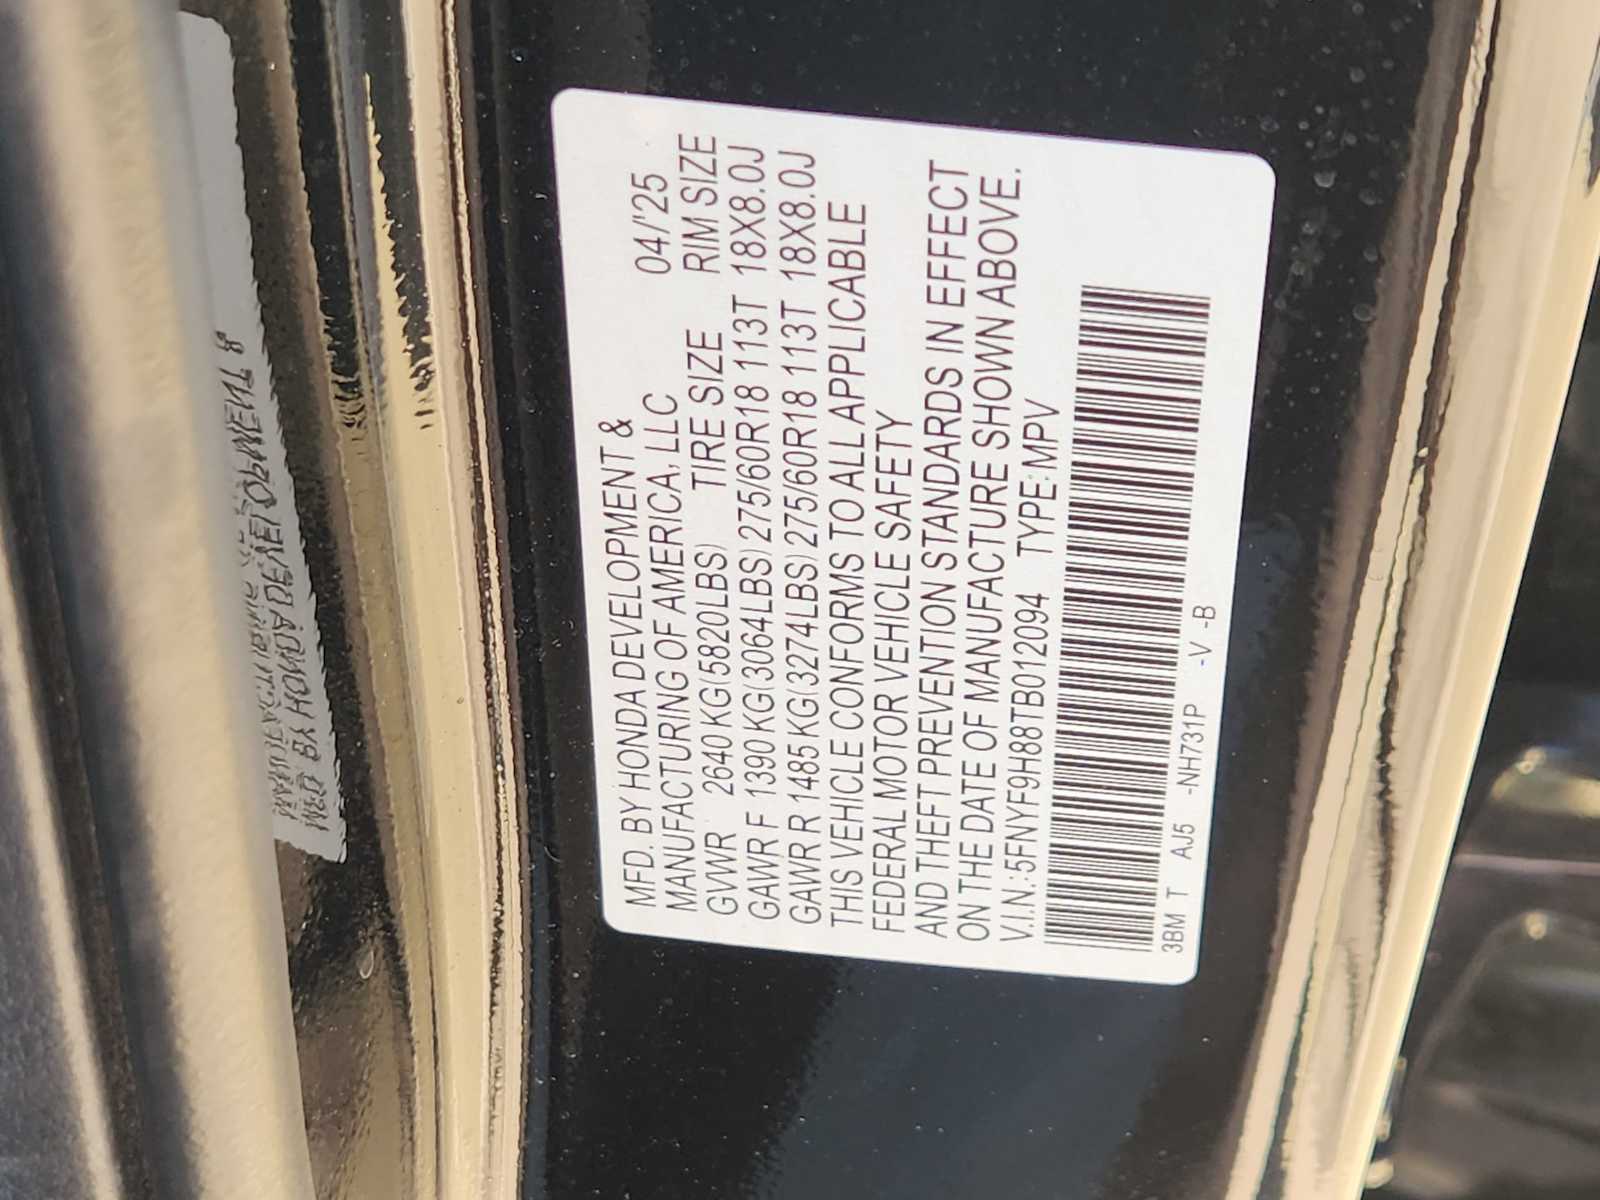 MFD. BY HONDA DEVELOPMENT &
MANUFACTURING OF AMERICA, LLC 04/'25
GVWR 2640 KG(5820LBS) TIRE SIZE RIM SIZE
GAWR F 1390 KG(3064LBS) 275/60R18 113T 18X8.0J
GAWR R 1485 KG(3274LBS) 275/60R18 113T 18X8.0J
THIS VEHICLE CONFORMS TO ALL APPLICABLE
FEDERAL MOTOR VEHICLE SAFETY
AND THEFT PREVENTION STANDARDS IN EFFECT
ON THE DATE OF MANUFACTURE SHOWN ABOVE.
V.I.N.:5FNYF9H88TB012094 TYPE:MPV
3BM T AJ5 -NH731P -V -B